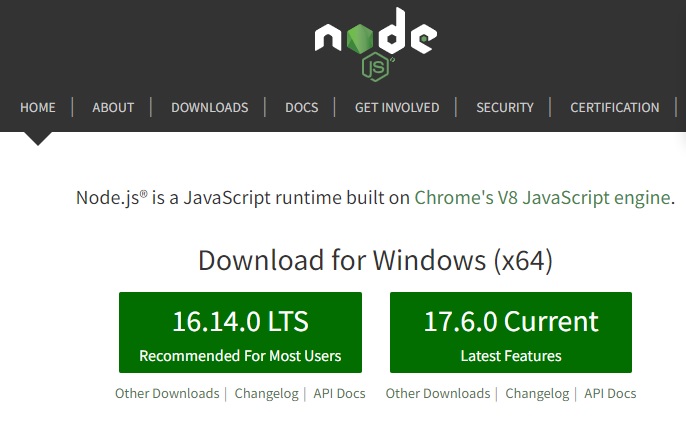 node
JS
HOME | ABOUT | DOWNLOADS | DOCS | GET INVOLVED | SECURITY | CERTIFICATION |
Node.js® is a JavaScript runtime built on Chrome's V8 JavaScript engine.
Download for Windows (x64)
16.14.0 LTS
Recommended For Most Users
17.6.0 Current
Latest Features
Other Downloads | Changelog | API Docs
Other Downloads | Changelog | API Docs